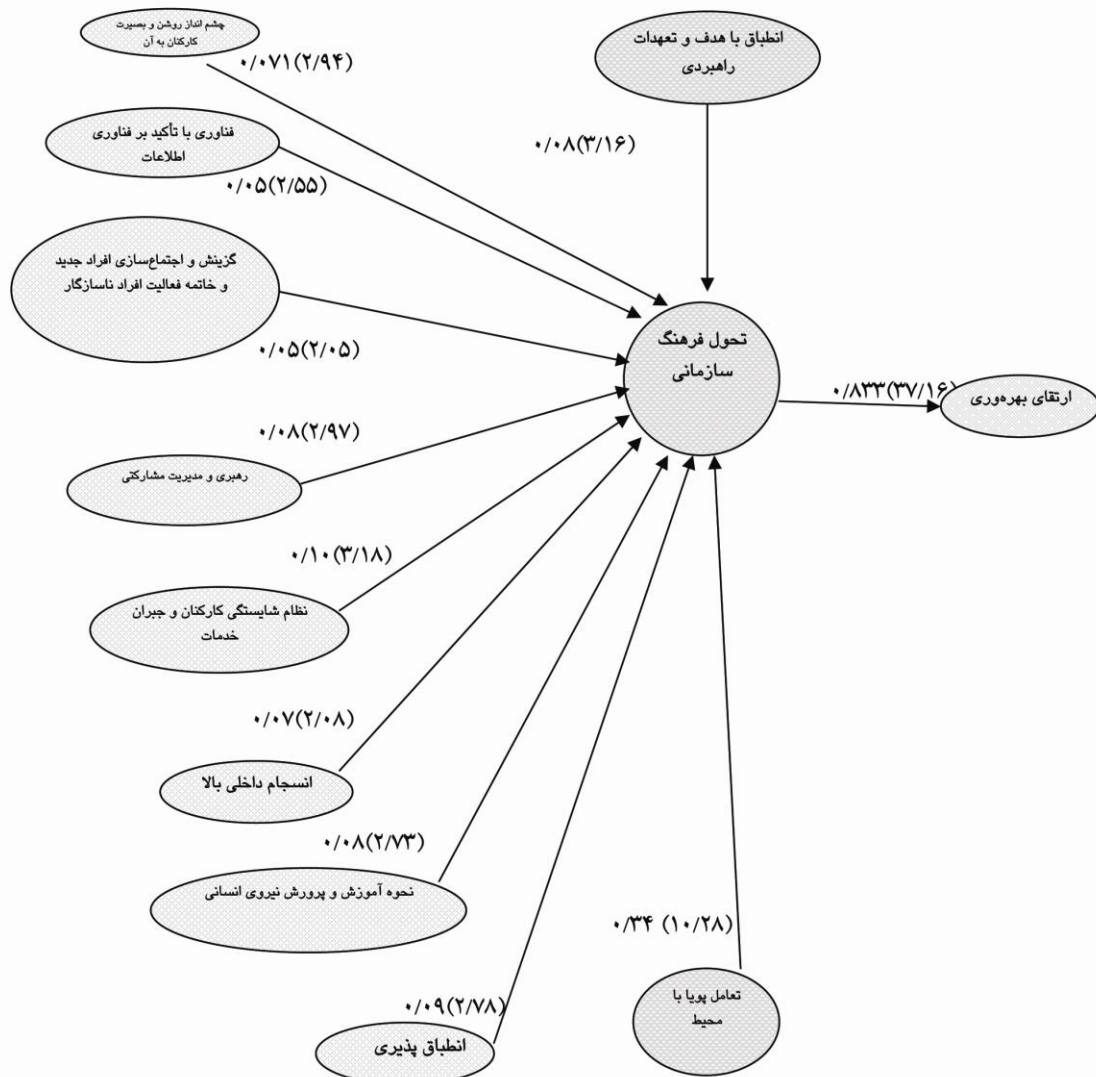 چشم انداز روشن و بصیرت
کارکنان به آن
۰/۰۷۱(۲/۹۴)
انطباق با هدف و تعهدات
راهبردی
۰/۰۸(۳/۱۶)
فناوری با تأکید بر فناوری
اطلاعات
۰/۰۵(۲/۵۵)
گزینش و اجتماع‌سازی افراد جدید
و خاتمه فعالیت افراد ناسازگار
۰/۰۵(۲/۰۵)
تحول فرهنگ
سازمانی
۰/۸۳۳(۳۷/۱۶)
ارتقای بهره‌وری
۰/۰۸(۲/۹۷)
رهبری و مدیریت مشارکتی
۰/۱۰(۳/۱۸)
نظام شایستگی کارکنان و جبران
خدمات
۰/۰۷(۲/۰۸)
انسجام داخلی بالا
۰/۰۸(۲/۷۳)
نحوه آموزش و پرورش نیروی انسانی
۰/۳۴ (۱۰/۲۸)
تعامل پویا با
محیط
۰/۰۹(۲/۷۸)
انطباق پذیری